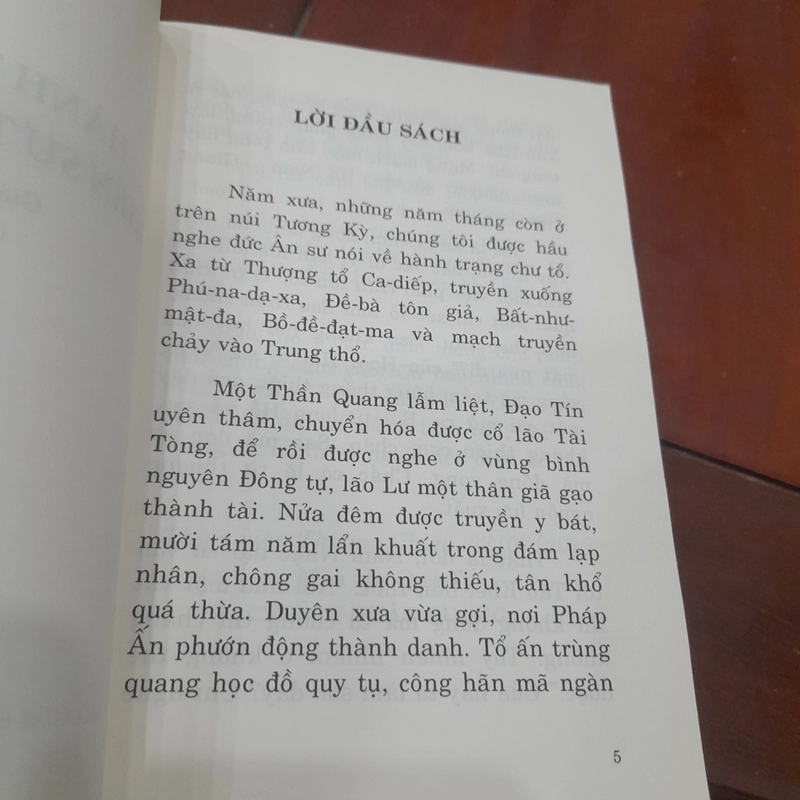 LỜI ĐẦU SÁCH
Năm xưa, những năm tháng còn ở
trên núi Tương Kỳ, chúng tôi được hầu
nghe đức Ân sư nói về hành trạng chư tổ.
Xa từ Thượng tổ Ca-diếp, truyền xuống
Phú-na-dạ-xa, Đề-bà tôn giả, Bất-như-
mật-đa, Bồ-đề-đạt-ma và mạch truyền
chảy vào Trung thổ.
Một Thần Quang lẫm liệt, Đạo Tín
uyên thâm, chuyển hóa được cổ lão Tài
Tòng, để rồi được nghe ở vùng bình
nguyên Đông tự, lão Lư một thân giã gạo
thành tài. Nửa đêm được truyền y bát,
mười tám năm lẩn khuất trong đám lạp
nhân, chông gai không thiếu, tân khổ
quá thừa. Duyên xưa vừa gợi, nơi Pháp
Ấn phướn động thành danh. Tổ ấn trùng
quang học đồ quy tụ, công hãn mã ngàn
5